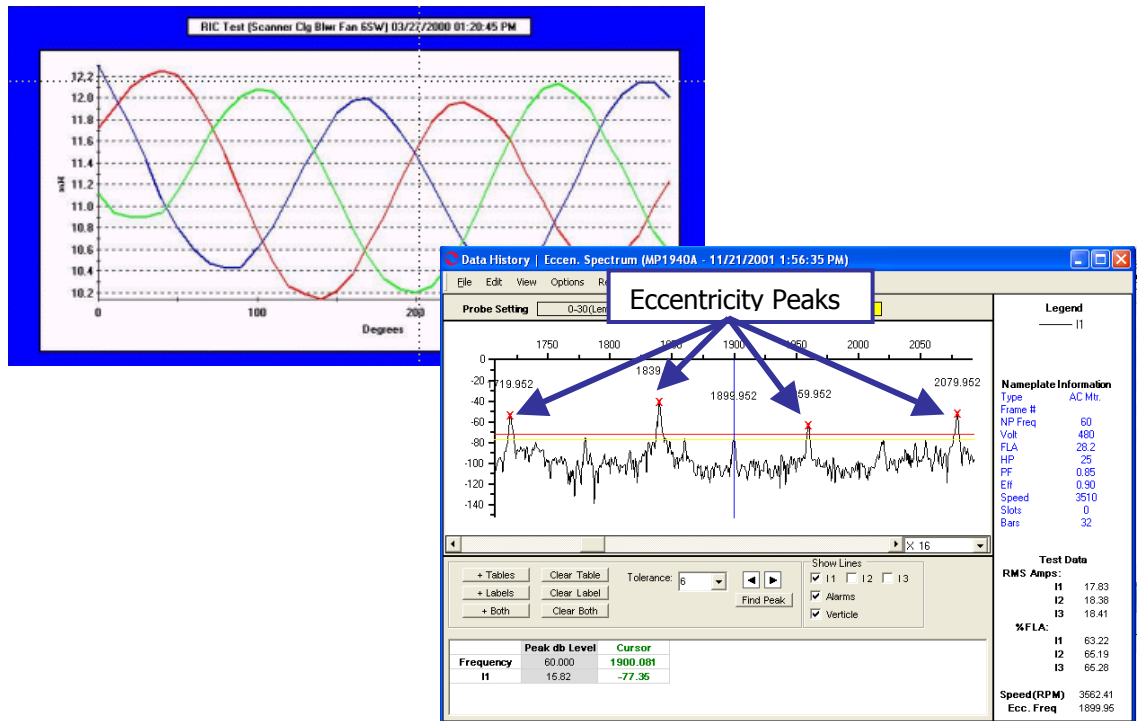 RIC Test (Scanner Clg Blwr Fan 6SW) 03/27/2000 01:20:45 PM
12.2
12.0
11.8
11.6
11.4
mH
11.2
11.0
10.8
10.6
10.4
10.2
0 100 200
Degrees
Data History | Eccen. Spectrum (MP1940A - 11/21/2001 1:56:35 PM)
File Edit View Options
Eccentricity Peaks
Probe Setting
Legend
I1
1750 1800 2000 2050
0
-20
-40
-60
-80
-100
-120
-140
1899.952
2079.952
X 16
Nameplate Information
Type AC Mtr.
Frame #
NP Freq 60
Volt 480
FLA 28.2
HP 25
PF 0.85
Eff 0.90
Speed 3510
Slots 0
Bars 32
Test Data
RMS Amps:
I1 17.83
I2 18.38
I3 18.41
%FLA:
I1 63.22
I2 65.19
I3 65.28
Speed(RPM) 3562.41
Ecc. Freq 1899.95
+ Tables Clear Table Tolerance: 6
+ Labels Clear Label Find Peak
+ Both Clear Both
Show Lines
I1 I2 I3
Alarms
Verticle
Peak db Level Cursor
Frequency 60.000 1900.081
I1 15.82 -77.35